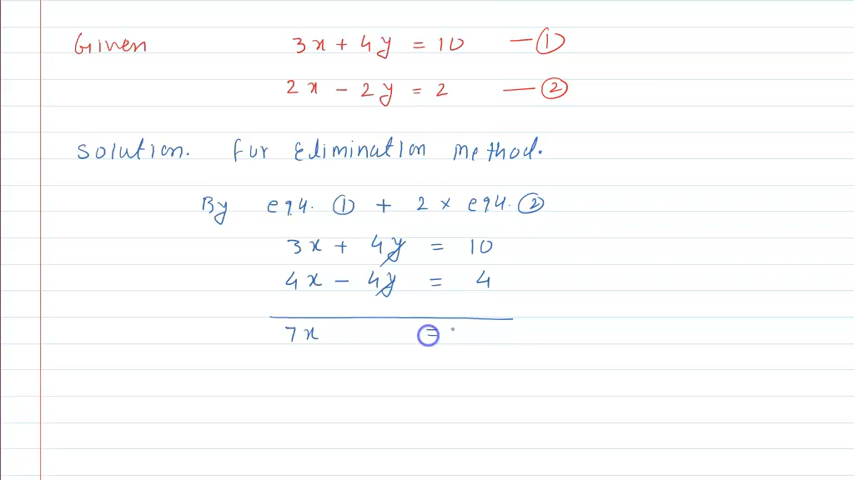 Given 3x + 4y = 10 — ①
2x - 2y = 2 — ②
Solution. For Elimination method.
By eq4. ① + 2 × eq4. ②
3x + 4y = 10
4x - 4y = 4
7x =